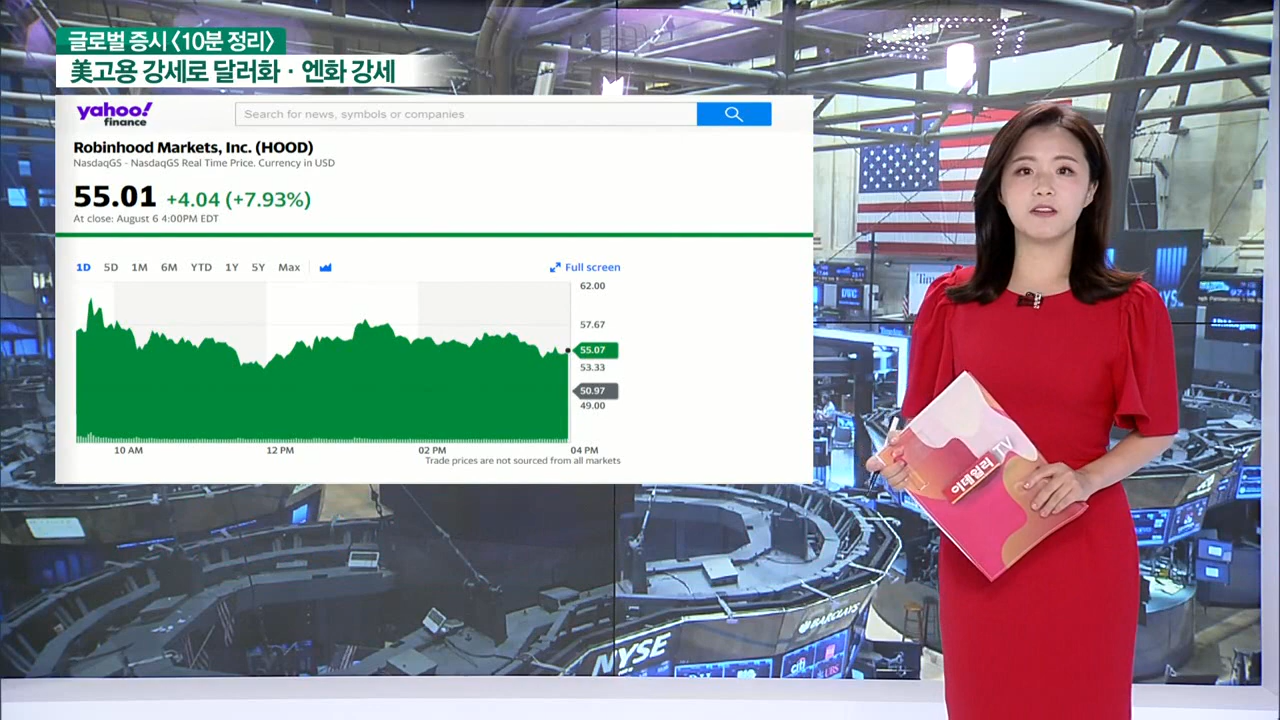 글로벌 증시 <10분 정리>
美고용 강세로 달러화 · 엔화 강세
yahoo!
finance
Search for news, symbols or companies
Robinhood Markets, Inc. (HOOD)
NasdaqGS - NasdaqGS Real Time Price. Currency in USD
55.01 +4.04 (+7.93%)
At close: August 6 4:00PM EDT
1D 5D 1M 6M YTD 1Y 5Y Max
Full screen
62.00
57.67
55.07
53.33
50.97
49.00
10 AM 12 PM 02 PM 04 PM
Trade prices are not sourced from all markets
이데일리 TV
NYSE
BARCLAYS
citi
UBS